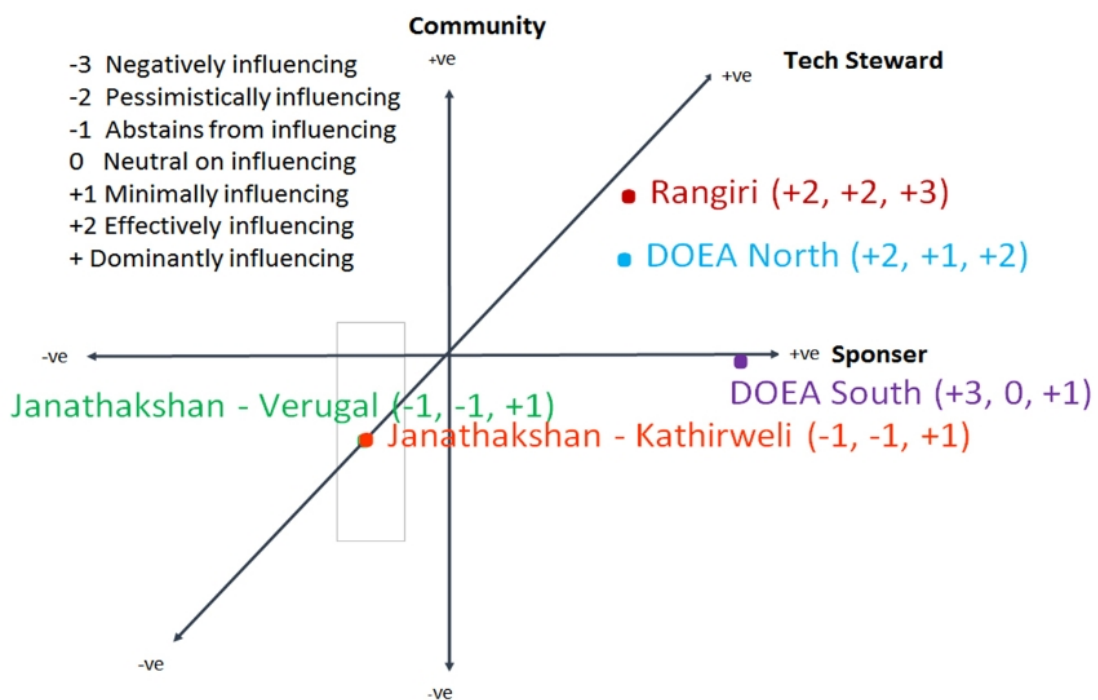 Community
+ve
Tech Steward
+ve
-3 Negatively influencing
-2 Pessimistically influencing
-1 Abstains from influencing
0 Neutral on influencing
+1 Minimally influencing
+2 Effectively influencing
+ Dominantly influencing
Rangiri (+2, +2, +3)
DOEA North (+2, +1, +2)
-ve
+ve Sponser
DOEA South (+3, 0, +1)
Janathakshan - Verugal (-1, -1, +1)
Janathakshan - Kathirweli (-1, -1, +1)
-ve
-ve